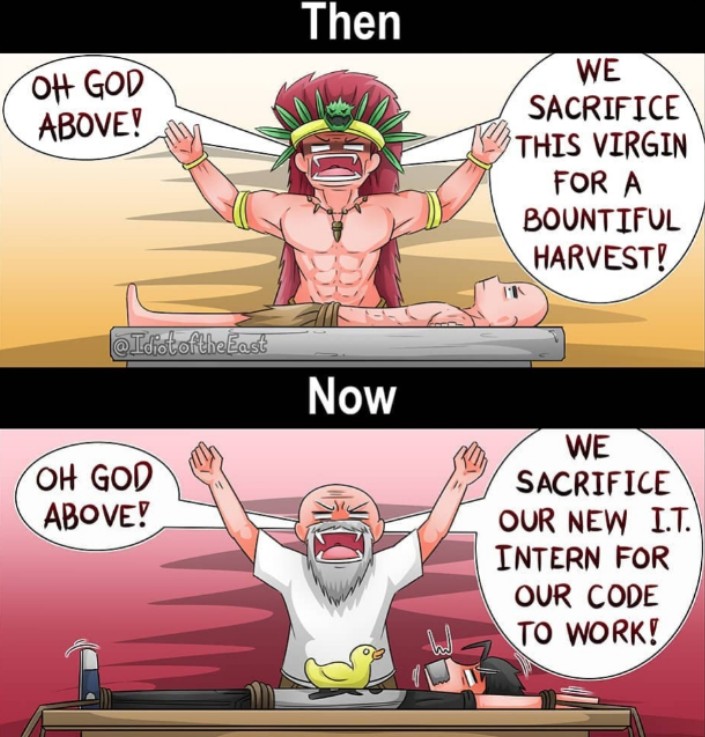 Then
OH GOD
ABOVE!
WE
SACRIFICE
THIS VIRGIN
FOR A
BOUNTIFUL
HARVEST!
@IdiotoftheEast
Now
OH GOD
ABOVE!
WE
SACRIFICE
OUR NEW I.T.
INTERN FOR
OUR CODE
TO WORK!